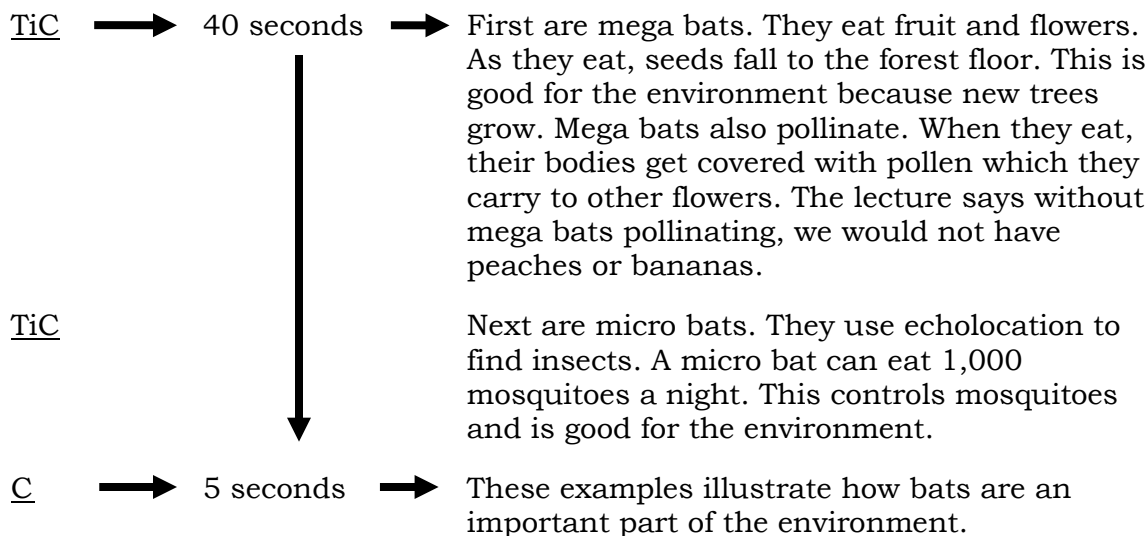 TiC 40 seconds First are mega bats. They eat fruit and flowers.
As they eat, seeds fall to the forest floor. This is
good for the environment because new trees
grow. Mega bats also pollinate. When they eat,
their bodies get covered with pollen which they
carry to other flowers. The lecture says without
mega bats pollinating, we would not have
peaches or bananas.
TiC Next are micro bats. They use echolocation to
find insects. A micro bat can eat 1,000
mosquitoes a night. This controls mosquitoes
and is good for the environment.
C 5 seconds These examples illustrate how bats are an
important part of the environment.